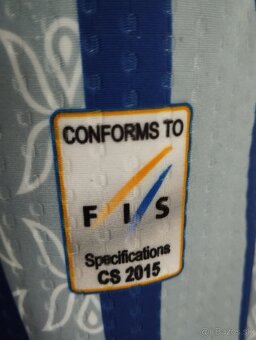 CONFORMS TO
FIS
Specifications
CS 2015